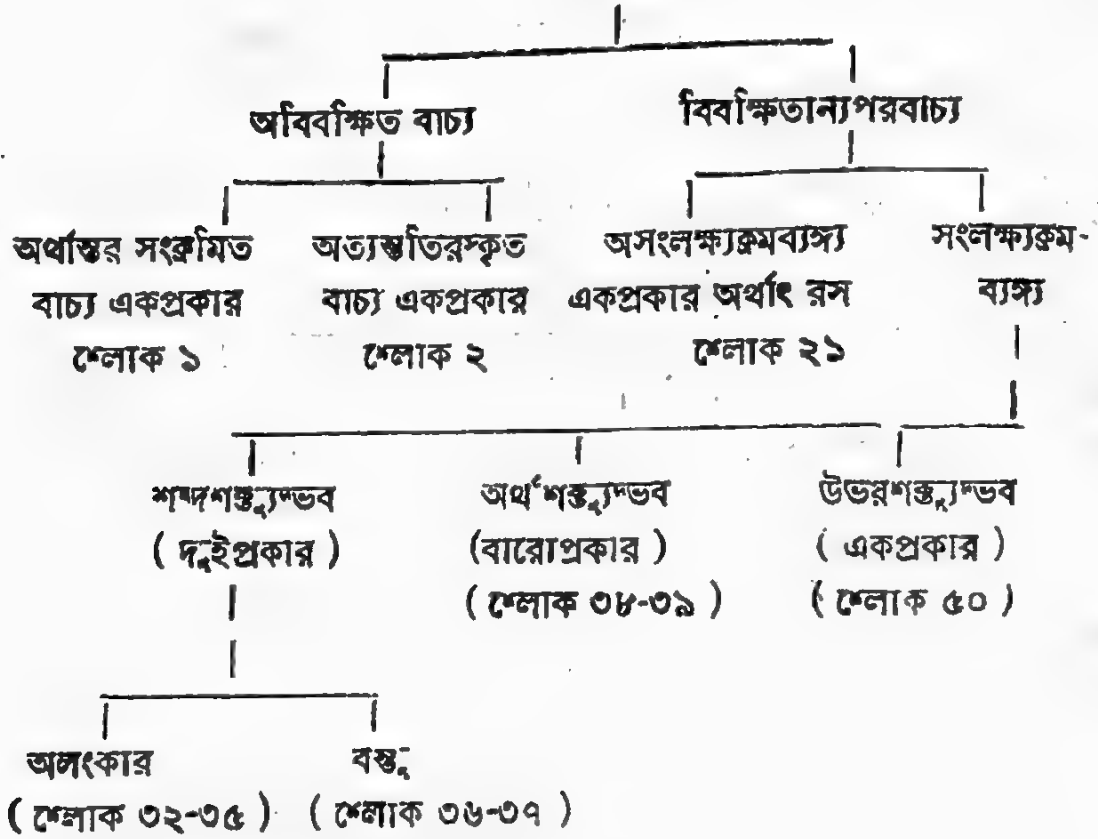 অবিবক্ষিত বাচ্য
বিবক্ষিতান্যপরবাচ্য
অর্থান্তর সংক্রমিত
বাচ্য একপ্রকার
শ্লোক ১
অত্যন্ততিরস্কৃত
বাচ্য একপ্রকার
শ্লোক ২
অসংলক্ষ্যক্রমব্যঙ্গ্য
একপ্রকার অর্থাৎ রস
শ্লোক ২১
সংলক্ষ্যক্রম-
ব্যঙ্গ্য
শব্দশক্ত্যুদ্ভব
( দুইপ্রকার )
অর্থশক্ত্যুদ্ভব
(বারোপ্রকার )
( শ্লোক ৩৮-৩৯ )
উভয়শক্ত্যুদ্ভব
( একপ্রকার )
( শ্লোক ৫০ )
অলংকার
( শ্লোক ৩২-৩৫ )
বস্তু
( শ্লোক ৩৬-৩৭ )